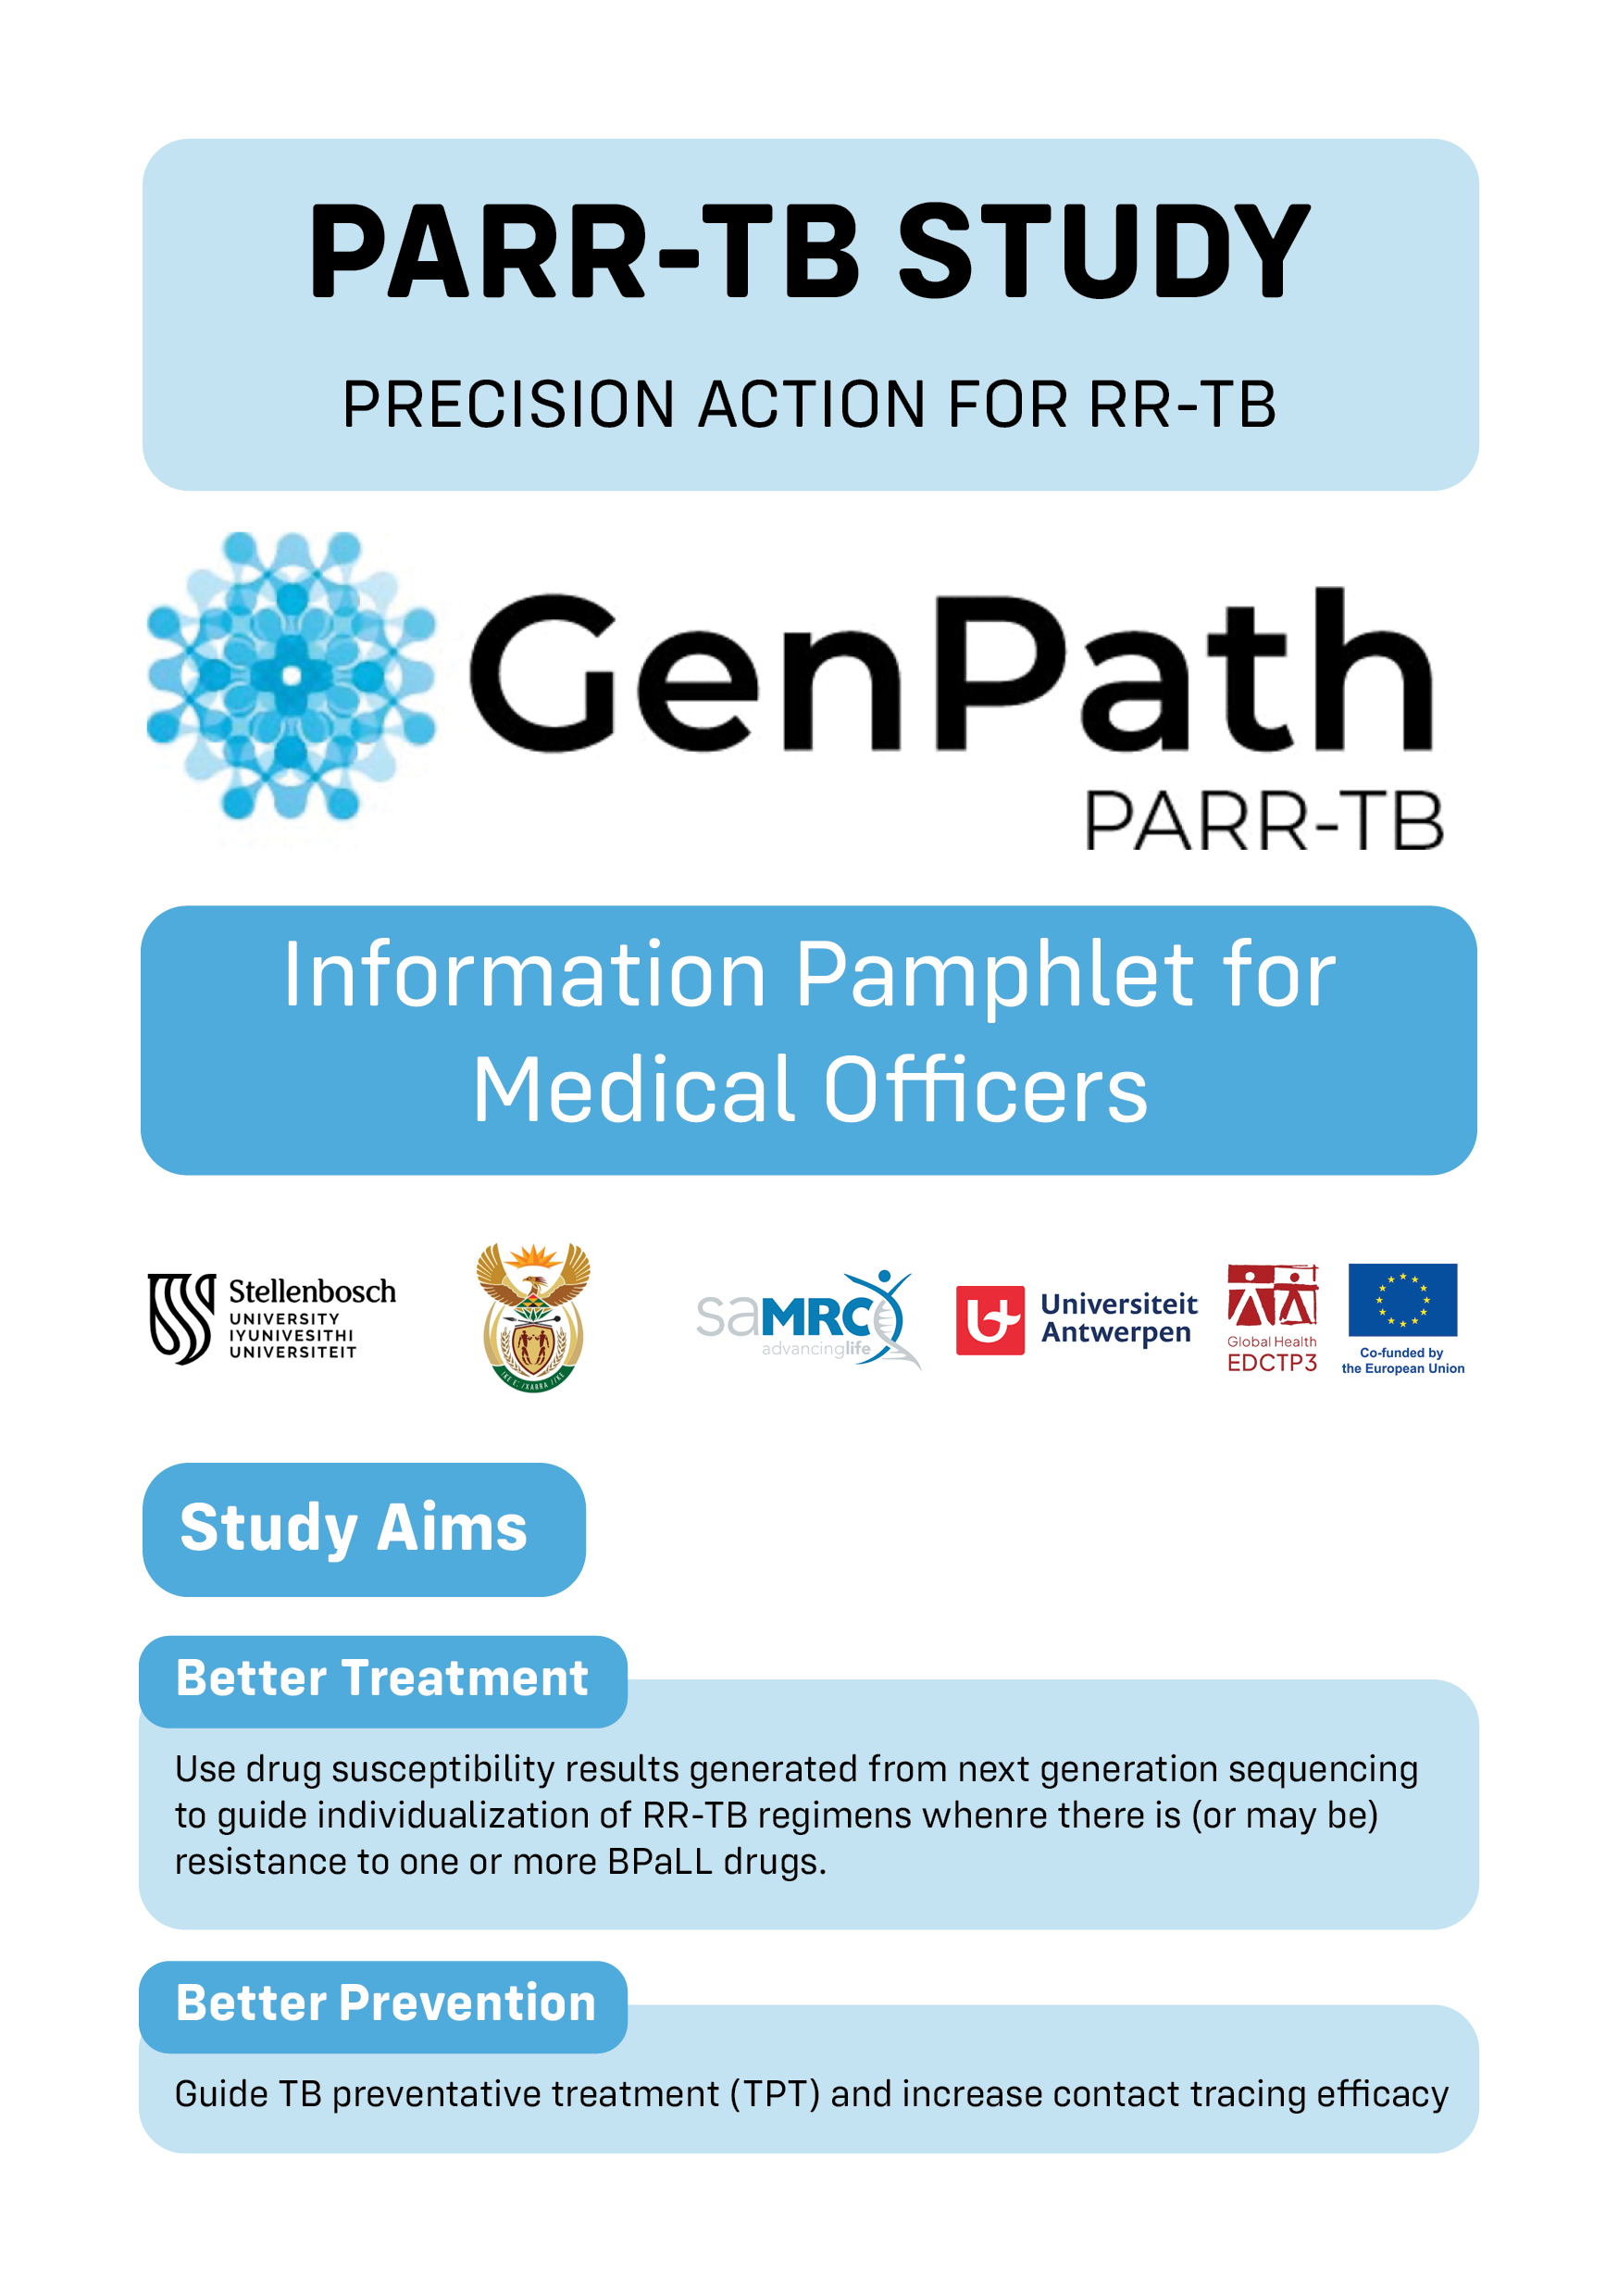 PARR-TB STUDY
PRECISION ACTION FOR RR-TB
GenPath
PARR-TB
Information Pamphlet for
Medical Officers
Stellenbosch
UNIVERSITY
IYUNIVESITHI
UNIVERSITEIT
!KE E: /XARRA //KE
saMRC
advancinglife
Universiteit
Antwerpen
Global Health
EDCTP3
Co-funded by
the European Union
Study Aims
Better Treatment
Use drug susceptibility results generated from next generation sequencing
to guide individualization of RR-TB regimens whenre there is (or may be)
resistance to one or more BPaLL drugs.
Better Prevention
Guide TB preventative treatment (TPT) and increase contact tracing efficacy